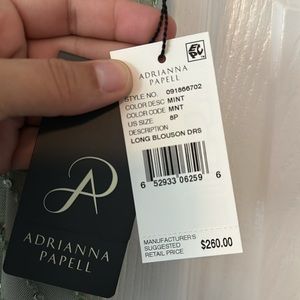 ADRIANNA
PAPELL
STYLE NO. 091866702
COLOR DESC MINT
COLOR CODE MNT
US SIZE 8P
DESCRIPTION
LONG BLOUSON DRS
6 52933 06259 6
MANUFACTURER'S
SUGGESTED
RETAIL PRICE $260.00
AP
ADRIANNA
PAPELL